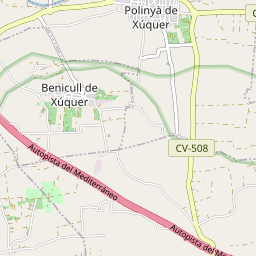 Polinyà de
Xúquer
Benicull de
Xúquer
CV-508
Autopista del Mediterráneo
Autopista del Me